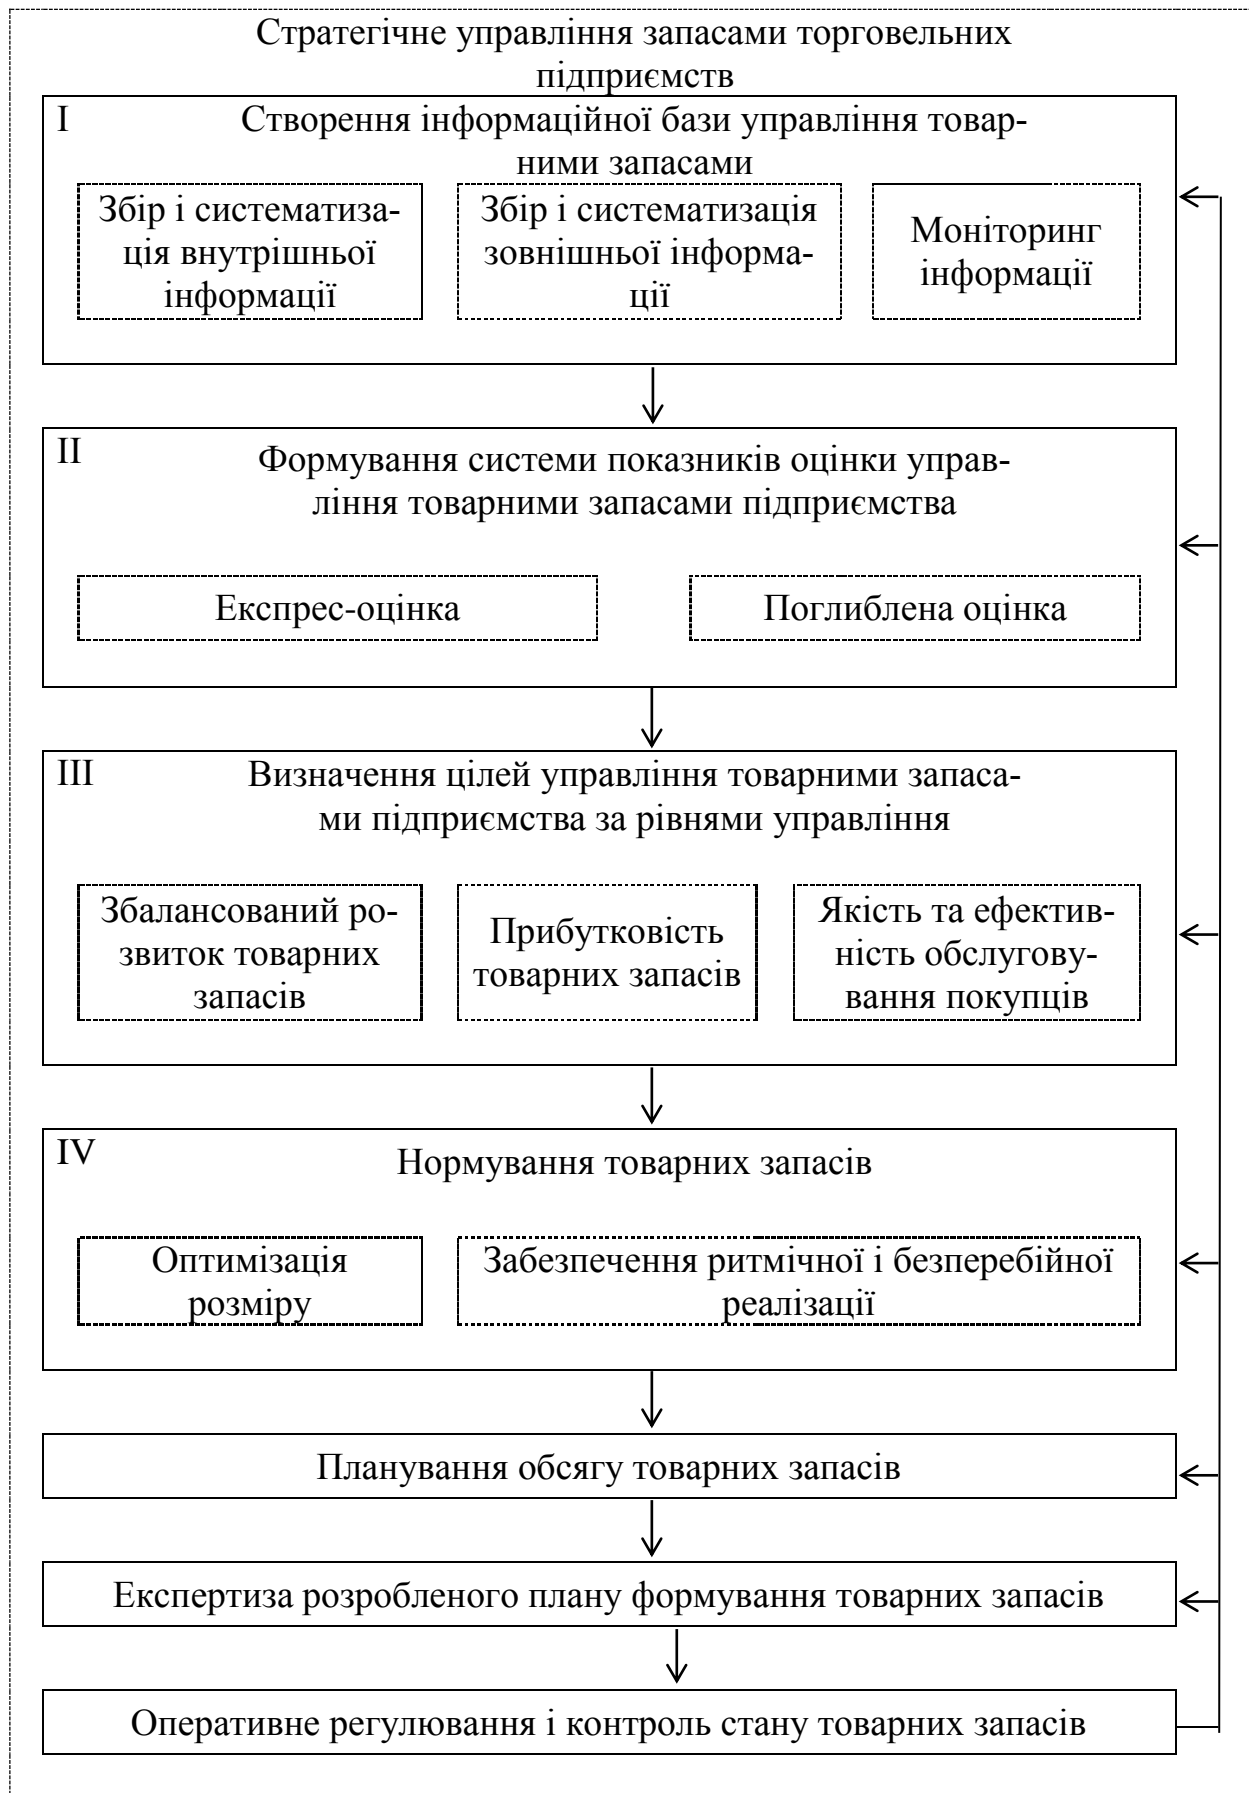 Стратегічне управління запасами торговельних
підприємств
I
Створення інформаційної бази управління товар-
ними запасами
Збір і систематиза-
ція внутрішньої
інформації
Збір і систематизація
зовнішньої інформа-
ції
Моніторинг
інформації
II
Формування системи показників оцінки управ-
ління товарними запасами підприємства
Експрес-оцінка
Поглиблена оцінка
III
Визначення цілей управління товарними запаса-
ми підприємства за рівнями управління
Збалансований ро-
звиток товарних
запасів
Прибутковість
товарних запасів
Якість та ефектив-
ність обслугову-
вання покупців
IV
Нормування товарних запасів
Оптимізація
розміру
Забезпечення ритмічної і безперебійної
реалізації
Планування обсягу товарних запасів
Експертиза розробленого плану формування товарних запасів
Оперативне регулювання і контроль стану товарних запасів